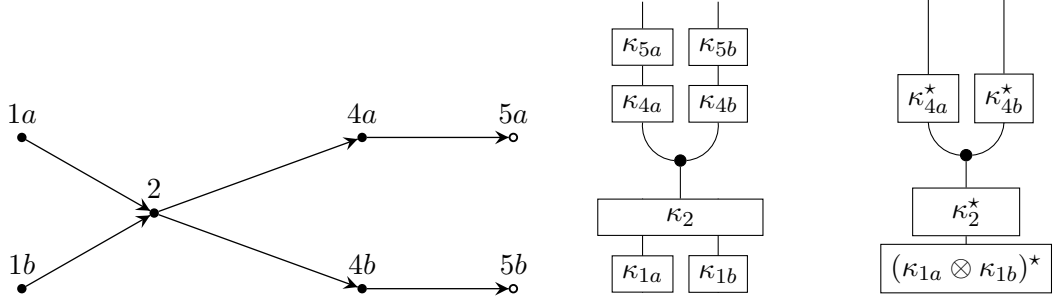 1a
4a
5a
2
1b
4b
5b
κ₅ₐ κ₅b
κ₄ₐ κ₄b
κ₂
κ₁ₐ κ₁b
κ⋆₄ₐ κ⋆₄b
κ⋆₂
(κ₁ₐ ⊗ κ₁b)⋆